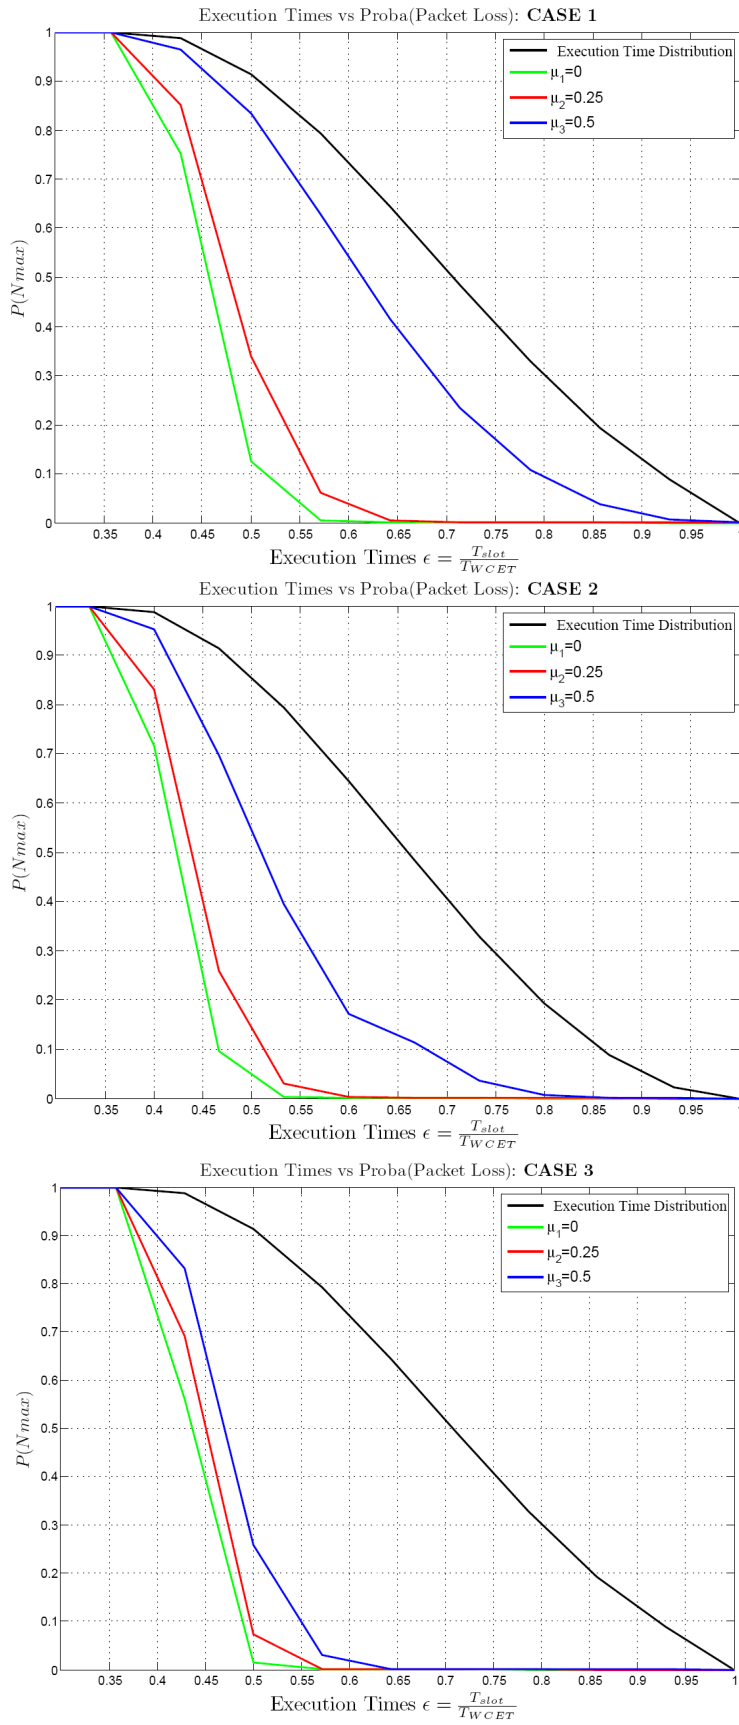 Execution Times vs Proba(Packet Loss): CASE 1
1
0.9
0.8
0.7
0.6
0.5
0.4
0.3
0.2
0.1
0
P(Nmax)
Execution Time Distribution
μ₁=0
μ₂=0.25
μ₃=0.5
0.35 0.4 0.45 0.5 0.55 0.6 0.65 0.7 0.75 0.8 0.85 0.9 0.95 1
Execution Times ϵ = T_slot / T_WCET
Execution Times vs Proba(Packet Loss): CASE 2
1
0.9
0.8
0.7
0.6
0.5
0.4
0.3
0.2
0.1
0
P(Nmax)
Execution Time Distribution
μ₁=0
μ₂=0.25
μ₃=0.5
0.35 0.4 0.45 0.5 0.55 0.6 0.65 0.7 0.75 0.8 0.85 0.9 0.95 1
Execution Times ϵ = T_slot / T_WCET
Execution Times vs Proba(Packet Loss): CASE 3
1
0.9
0.8
0.7
0.6
0.5
0.4
0.3
0.2
0.1
0
P(Nmax)
Execution Time Distribution
μ₁=0
μ₂=0.25
μ₃=0.5
0.35 0.4 0.45 0.5 0.55 0.6 0.65 0.7 0.75 0.8 0.85 0.9 0.95 1
Execution Times ϵ = T_slot / T_WCET